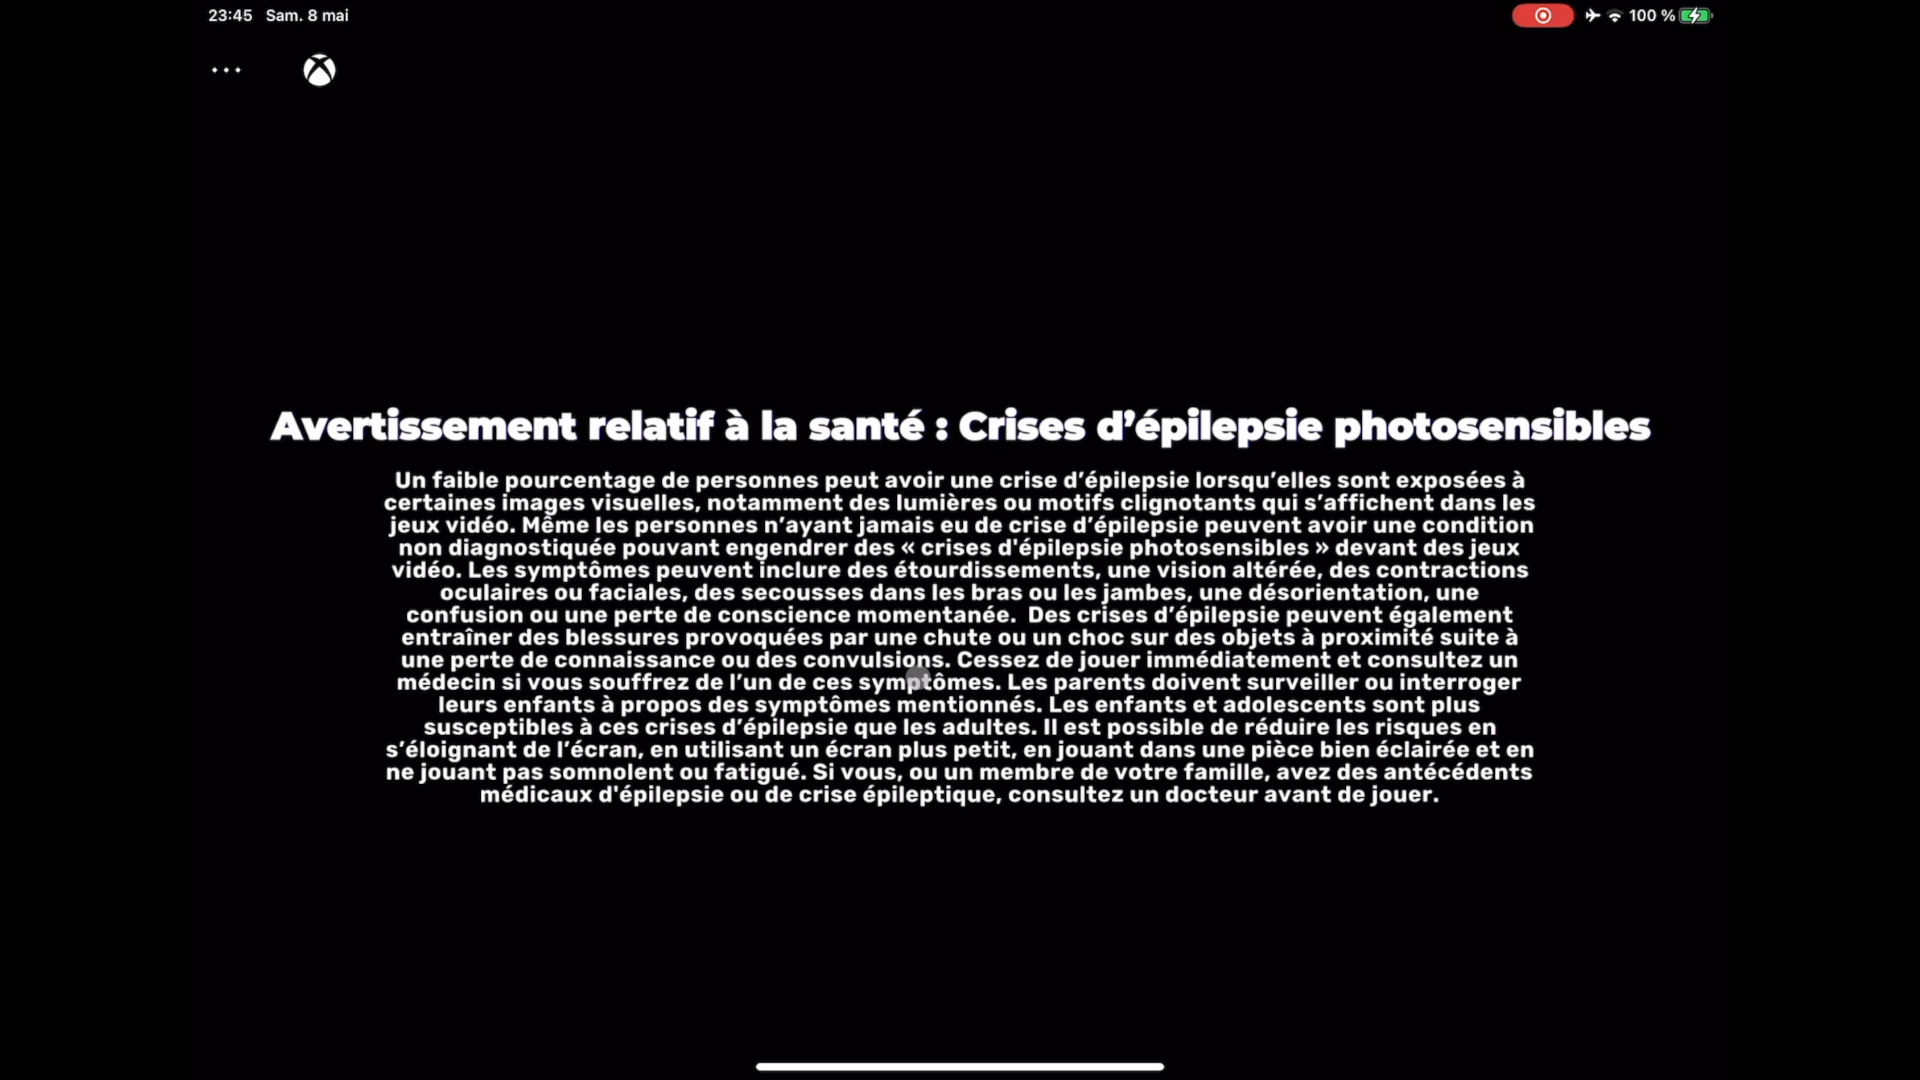 23:45 Sam. 8 mai
100 %
Avertissement relatif à la santé : Crises d’épilepsie photosensibles
Un faible pourcentage de personnes peut avoir une crise d’épilepsie lorsqu’elles sont exposées à
certaines images visuelles, notamment des lumières ou motifs clignotants qui s’affichent dans les
jeux vidéo. Même les personnes n’ayant jamais eu de crise d’épilepsie peuvent avoir une condition
non diagnostiquée pouvant engendrer des « crises d'épilepsie photosensibles » devant des jeux
vidéo. Les symptômes peuvent inclure des étourdissements, une vision altérée, des contractions
oculaires ou faciales, des secousses dans les bras ou les jambes, une désorientation, une
confusion ou une perte de conscience momentanée.  Des crises d’épilepsie peuvent également
entraîner des blessures provoquées par une chute ou un choc sur des objets à proximité suite à
une perte de connaissance ou des convulsions. Cessez de jouer immédiatement et consultez un
médecin si vous souffrez de l’un de ces symptômes. Les parents doivent surveiller ou interroger
leurs enfants à propos des symptômes mentionnés. Les enfants et adolescents sont plus
susceptibles à ces crises d’épilepsie que les adultes. Il est possible de réduire les risques en
s’éloignant de l’écran, en utilisant un écran plus petit, en jouant dans une pièce bien éclairée et en
ne jouant pas somnolent ou fatigué. Si vous, ou un membre de votre famille, avez des antécédents
médicaux d'épilepsie ou de crise épileptique, consultez un docteur avant de jouer.